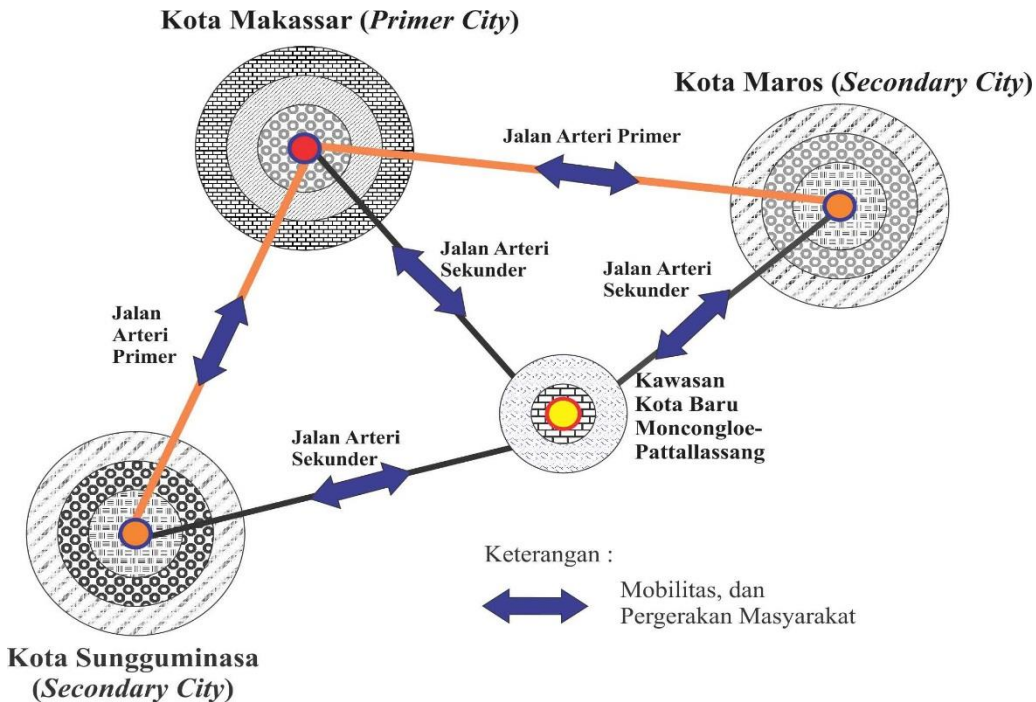 Kota Makassar (Primer City)
Kota Maros (Secondary City)
Jalan Arteri Primer
Jalan Arteri
Sekunder
Jalan Arteri
Sekunder
Jalan
Arteri
Primer
Kawasan
Kota Baru
Moncongloe-
Pattallassang
Jalan Arteri
Sekunder
Keterangan :
Mobilitas, dan
Pergerakan Masyarakat
Kota Sungguminasa
(Secondary City)